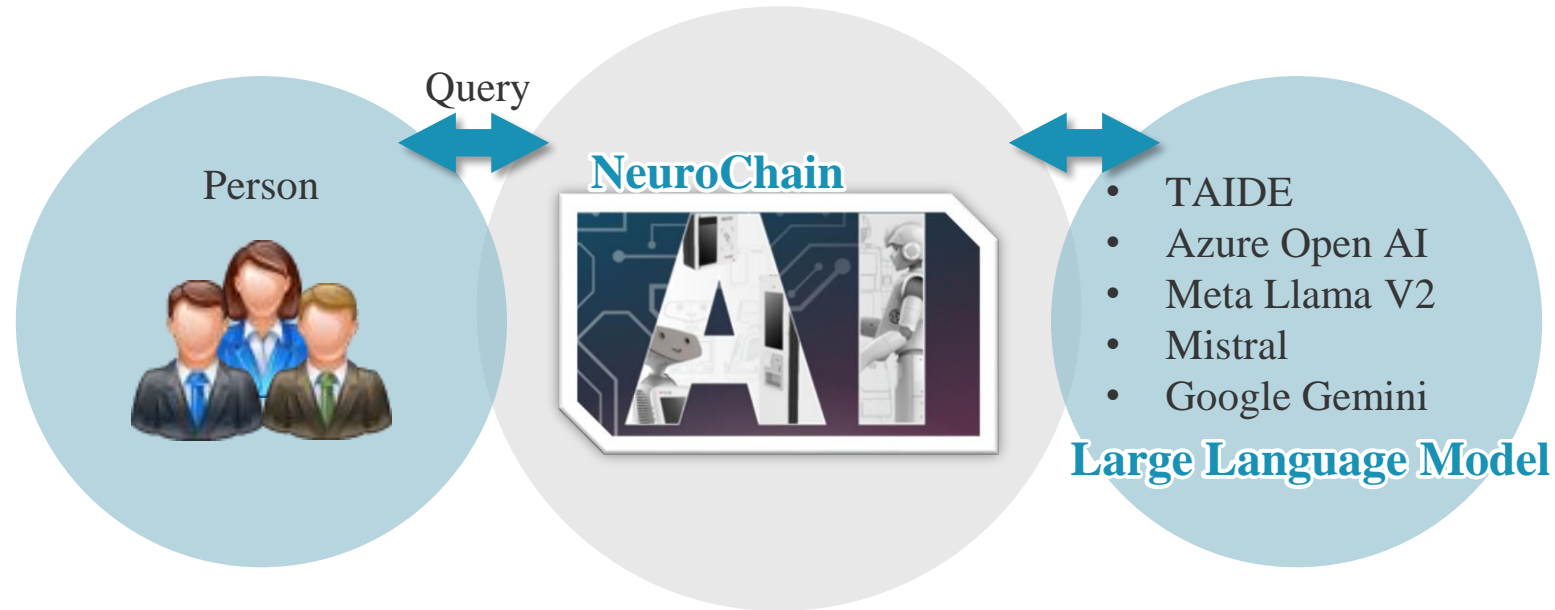 Query
Person
NeuroChain
AI
• TAIDE
• Azure Open AI
• Meta Llama V2
• Mistral
• Google Gemini
Large Language Model